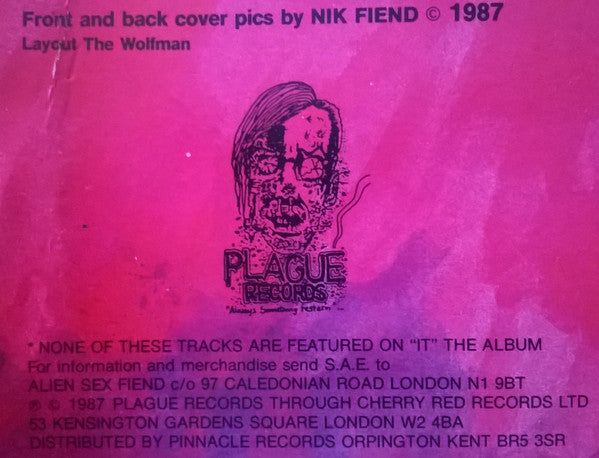 Front and back cover pics by NIK FIEND © 1987
Layout The Wolfman
PLAGUE
RECORDS
"Always Something Festerin'...
* NONE OF THESE TRACKS ARE FEATURED ON "IT" THE ALBUM
For information and merchandise send S.A.E. to
ALIEN SEX FIEND c/o 97 CALEDONIAN ROAD LONDON N1 9BT
℗ © 1987 PLAGUE RECORDS THROUGH CHERRY RED RECORDS LTD
53 KENSINGTON GARDENS SQUARE LONDON W2 4BA
DISTRIBUTED BY PINNACLE RECORDS ORPINGTON KENT BR5 3SR